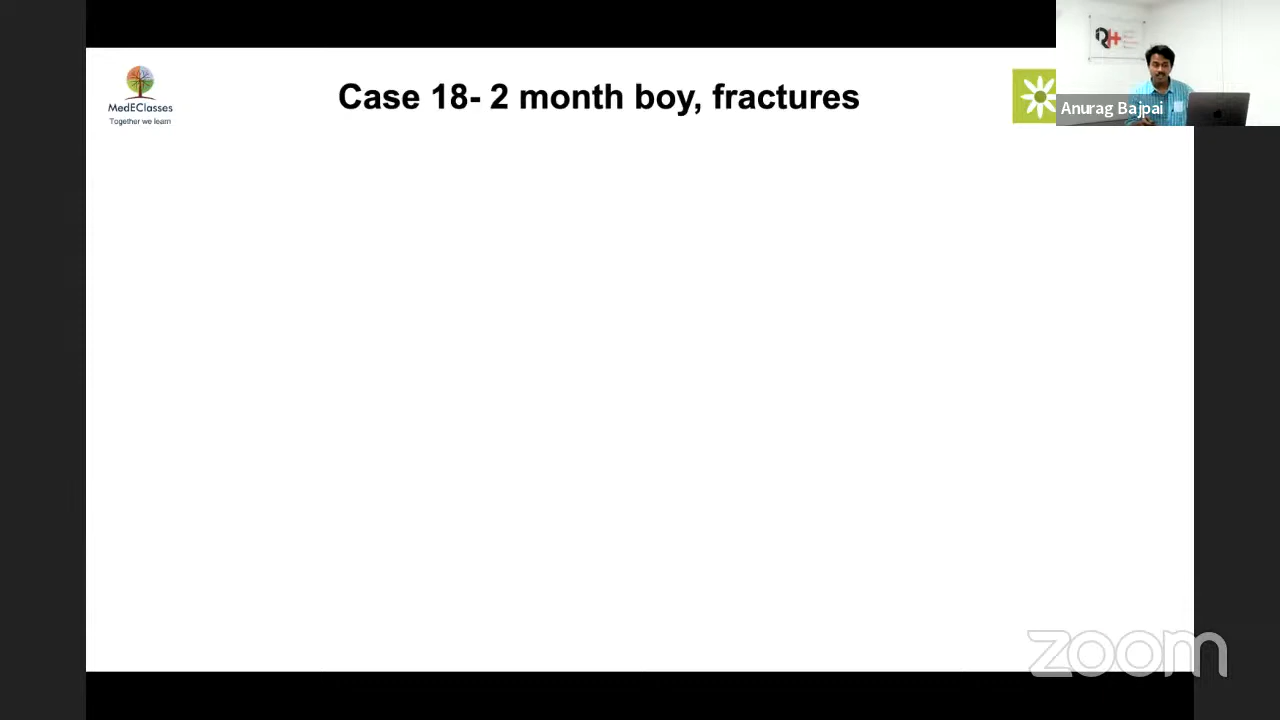 MedEClasses
Together we learn
Case 18- 2 month boy, fractures
Anurag Bajpai
zoom